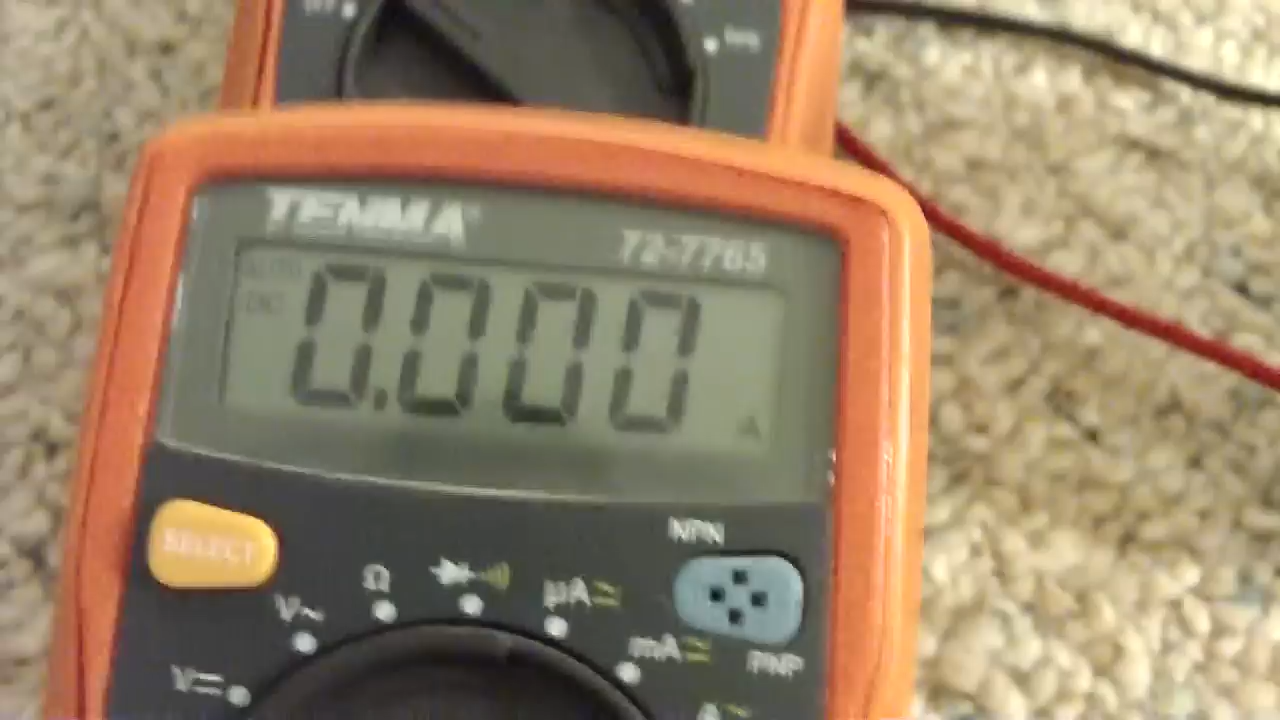 TENMA
72-7765
AUTO
DC
0.000
A
SELECT
NPN
Ω
µA
V~
mA
PNP
V
A